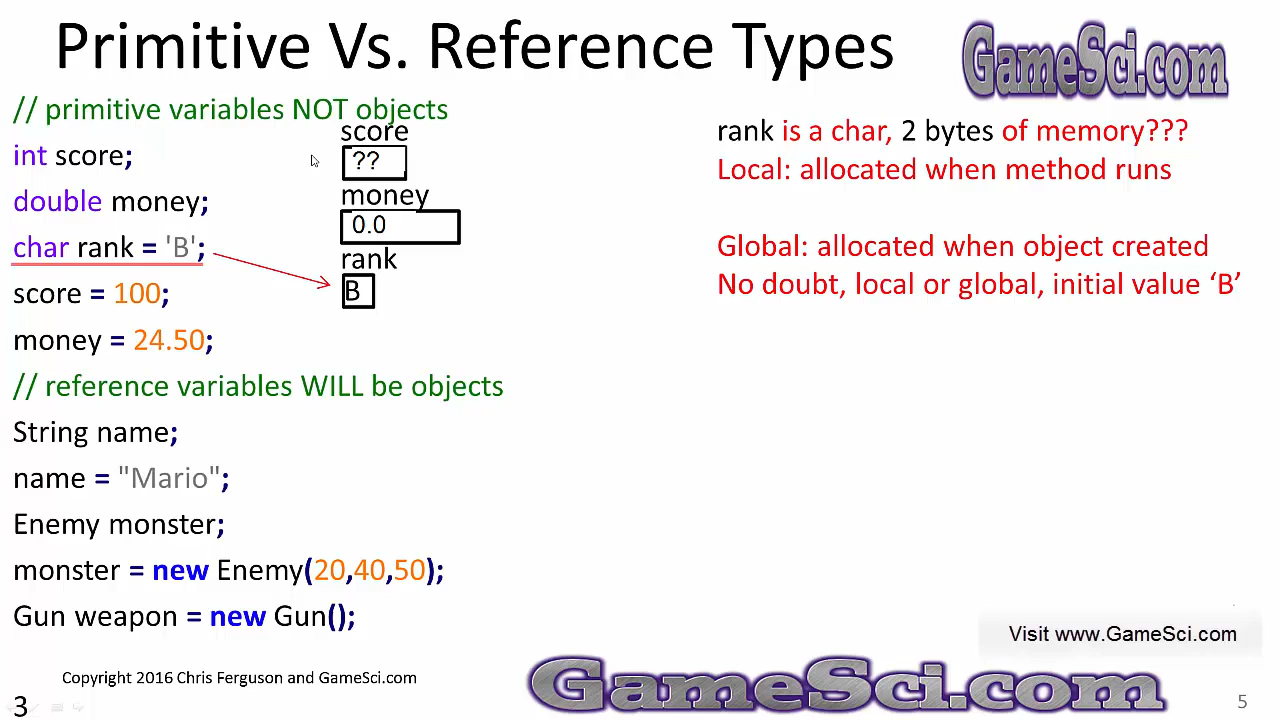 Primitive Vs. Reference Types
GameSci.com
// primitive variables NOT objects
int score;
double money;
char rank = 'B';
score = 100;
money = 24.50;
// reference variables WILL be objects
String name;
name = "Mario";
Enemy monster;
monster = new Enemy(20,40,50);
Gun weapon = new Gun();
score
??
money
0.0
rank
B
rank is a char, 2 bytes of memory???
Local: allocated when method runs
Global: allocated when object created
No doubt, local or global, initial value ‘B’
Visit www.GameSci.com
Copyright 2016 Chris Ferguson and GameSci.com
GameSci.com
3
5